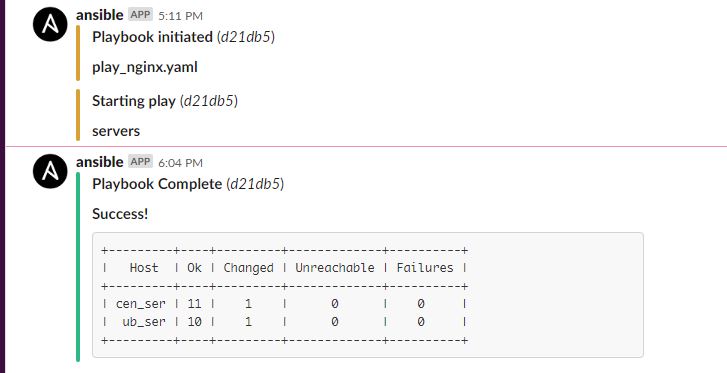 ansible APP 5:11 PM
Playbook initiated (d21db5)
play_nginx.yaml
Starting play (d21db5)
servers
ansible APP 6:04 PM
Playbook Complete (d21db5)
Success!
+---------+----+---------+-------------+----------+
|   Host  | Ok | Changed | Unreachable | Failures |
+---------+----+---------+-------------+----------+
| cen_ser | 11 |    1    |      0      |    0     |
|  ub_ser | 10 |    1    |      0      |    0     |
+---------+----+---------+-------------+----------+